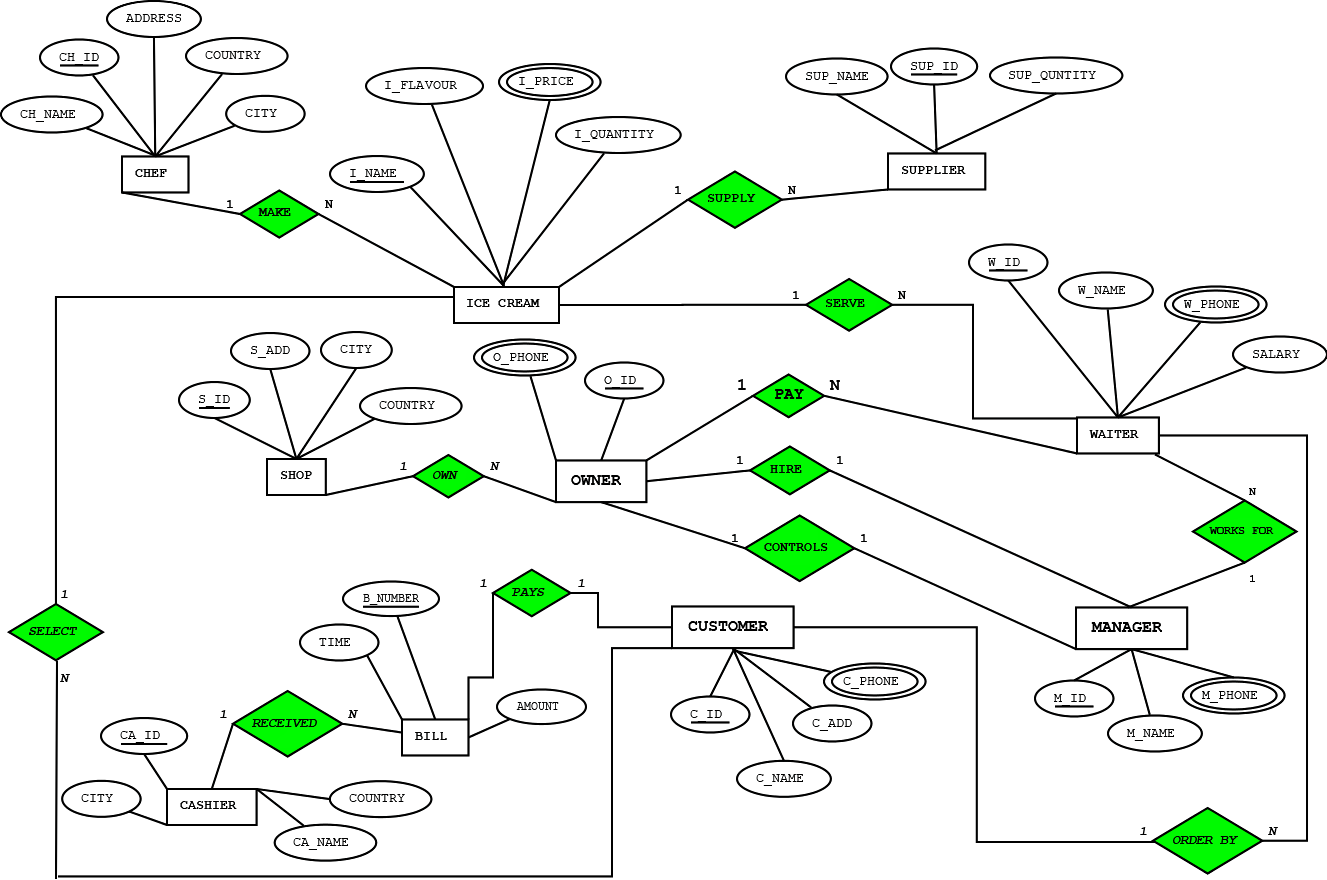 ADDRESS
CH_ID
COUNTRY
CH_NAME
CITY
CHEF
I_FLAVOUR
I_PRICE
I_QUANTITY
I_NAME
SUP_NAME
SUP_ID
SUP_QUNTITY
SUPPLIER
1
MAKE
N
1
SUPPLY
N
ICE CREAM
1
SERVE
N
W_ID
W_NAME
W_PHONE
SALARY
WAITER
S_ADD
CITY
S_ID
COUNTRY
SHOP
O_PHONE
O_ID
1
PAY
N
1
OWN
N
OWNER
1
HIRE
1
1
CONTROLS
1
N
WORKS FOR
1
1
SELECT
N
B_NUMBER
TIME
1
PAYS
1
CUSTOMER
MANAGER
1
RECEIVED
N
BILL
AMOUNT
C_ID
C_PHONE
C_ADD
C_NAME
M_ID
M_PHONE
M_NAME
CA_ID
CITY
CASHIER
COUNTRY
CA_NAME
1
ORDER BY
N